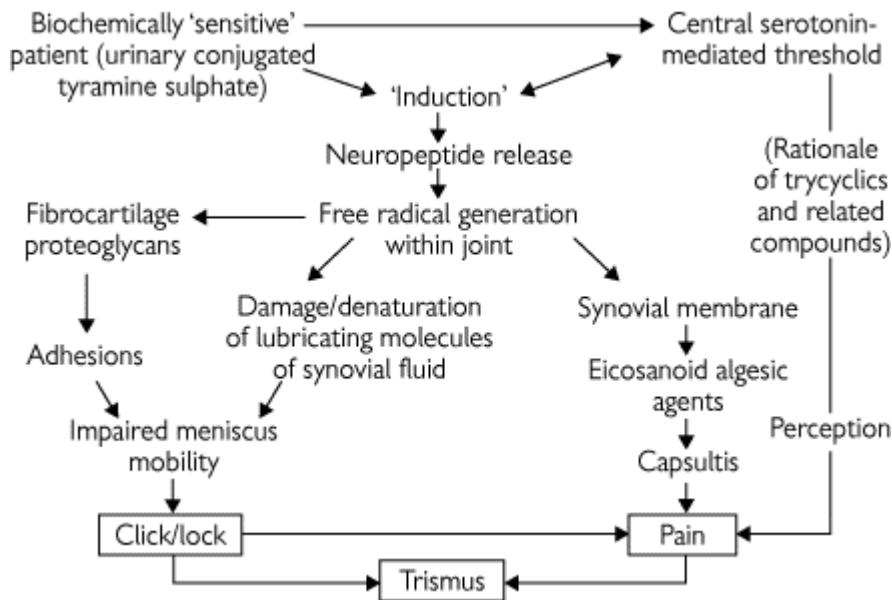 Biochemically ‘sensitive’
patient (urinary conjugated
tyramine sulphate)
Central serotonin-
mediated threshold
‘Induction’
Neuropeptide release
(Rationale
of trycyclics
and related
compounds)
Fibrocartilage
proteoglycans
Free radical generation
within joint
Damage/denaturation
of lubricating molecules
of synovial fluid
Synovial membrane
Adhesions
Eicosanoid algesic
agents
Impaired meniscus
mobility
Perception
Capsultis
Click/lock
Pain
Trismus